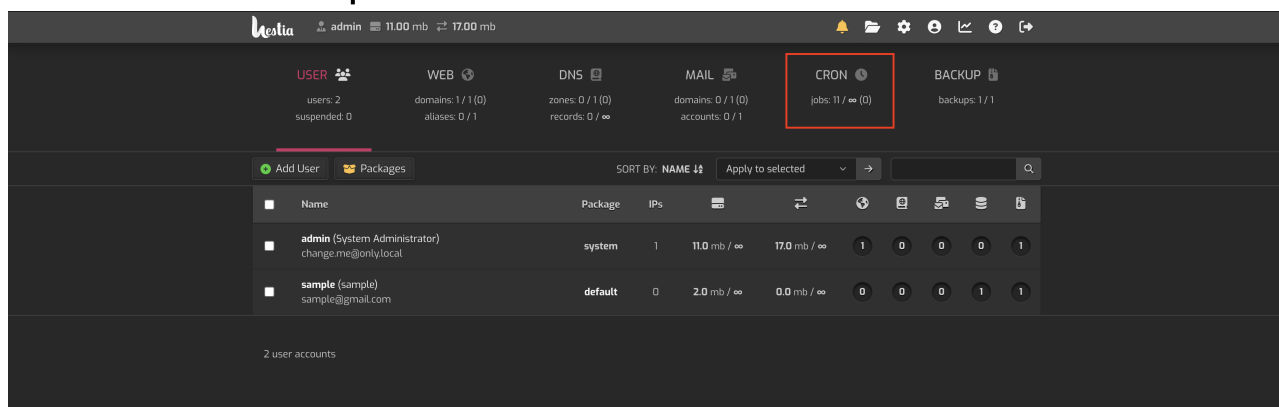 Hestia admin 11.00 mb 17.00 mb
USER WEB DNS MAIL CRON BACKUP
users: 2 domains: 1 / 1 (0) zones: 0 / 1 (0) domains: 0 / 1 (0) jobs: 11 / ∞ (0) backups: 1 / 1
suspended: 0 aliases: 0 / 1 records: 0 / ∞ accounts: 0 / 1
Add User Packages SORT BY: NAME Apply to selected
Name Package IPs
admin (System Administrator) system 1 11.0 mb / ∞ 17.0 mb / ∞ 1 0 0 0 1
change.me@only.local
sample (sample) default 0 2.0 mb / ∞ 0.0 mb / ∞ 0 0 0 1 1
sample@gmail.com
2 user accounts